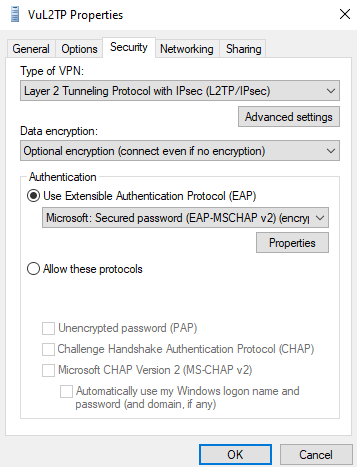 VuL2TP Properties
General Options Security Networking Sharing
Type of VPN:
Layer 2 Tunneling Protocol with IPsec (L2TP/IPsec)
Advanced settings
Data encryption:
Optional encryption (connect even if no encryption)
Authentication
Use Extensible Authentication Protocol (EAP)
Microsoft: Secured password (EAP-MSCHAP v2) (encryp
Properties
Allow these protocols
Unencrypted password (PAP)
Challenge Handshake Authentication Protocol (CHAP)
Microsoft CHAP Version 2 (MS-CHAP v2)
Automatically use my Windows logon name and
password (and domain, if any)
OK Cancel